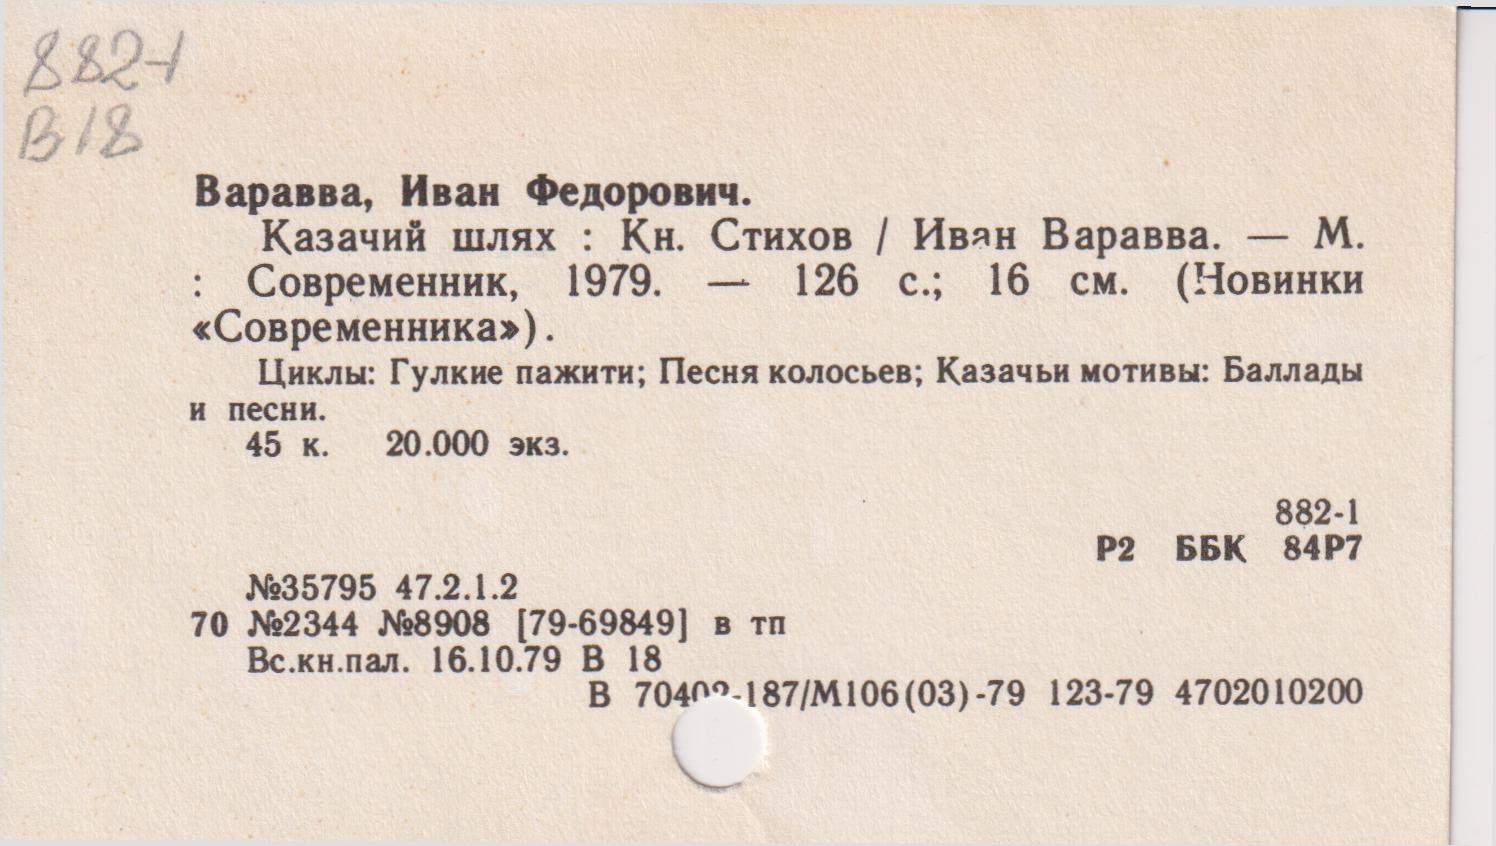 882-1
В18
Варавва, Иван Федорович.
Казачий шлях : Кн. Стихов / Иван Варавва. — М.
: Современник, 1979. — 126 с.; 16 см. (Новинки
«Современника»).
Циклы: Гулкие пажити; Песня колосьев; Казачьи мотивы: Баллады
и песни.
45 к. 20.000 экз.
882-1
Р2 ББК 84Р7
№35795 47.2.1.2
70 №2344 №8908 [79-69849] в тп
Вс.кн.пал. 16.10.79 В 18
В 70402-187/М106(03)-79 123-79 4702010200